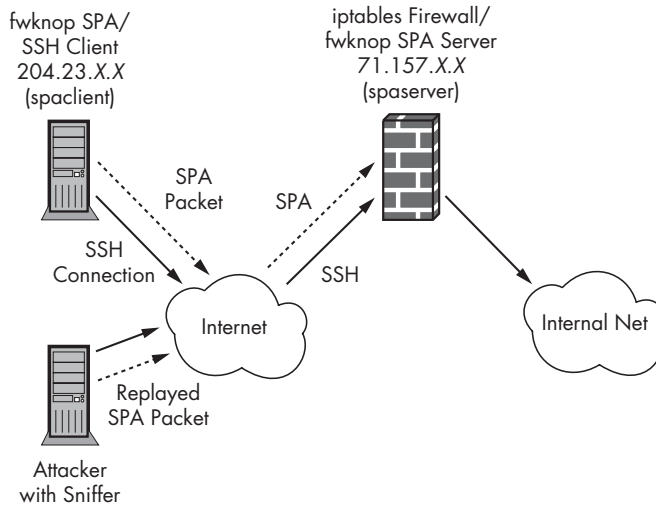 fwknop SPA/
SSH Client
204.23.X.X
(spaclient)
iptables Firewall/
fwknop SPA Server
71.157.X.X
(spaserver)
SPA
Packet
SPA
SSH
Connection
SSH
Internet
Internal Net
Replayed
SPA Packet
Attacker
with Sniffer